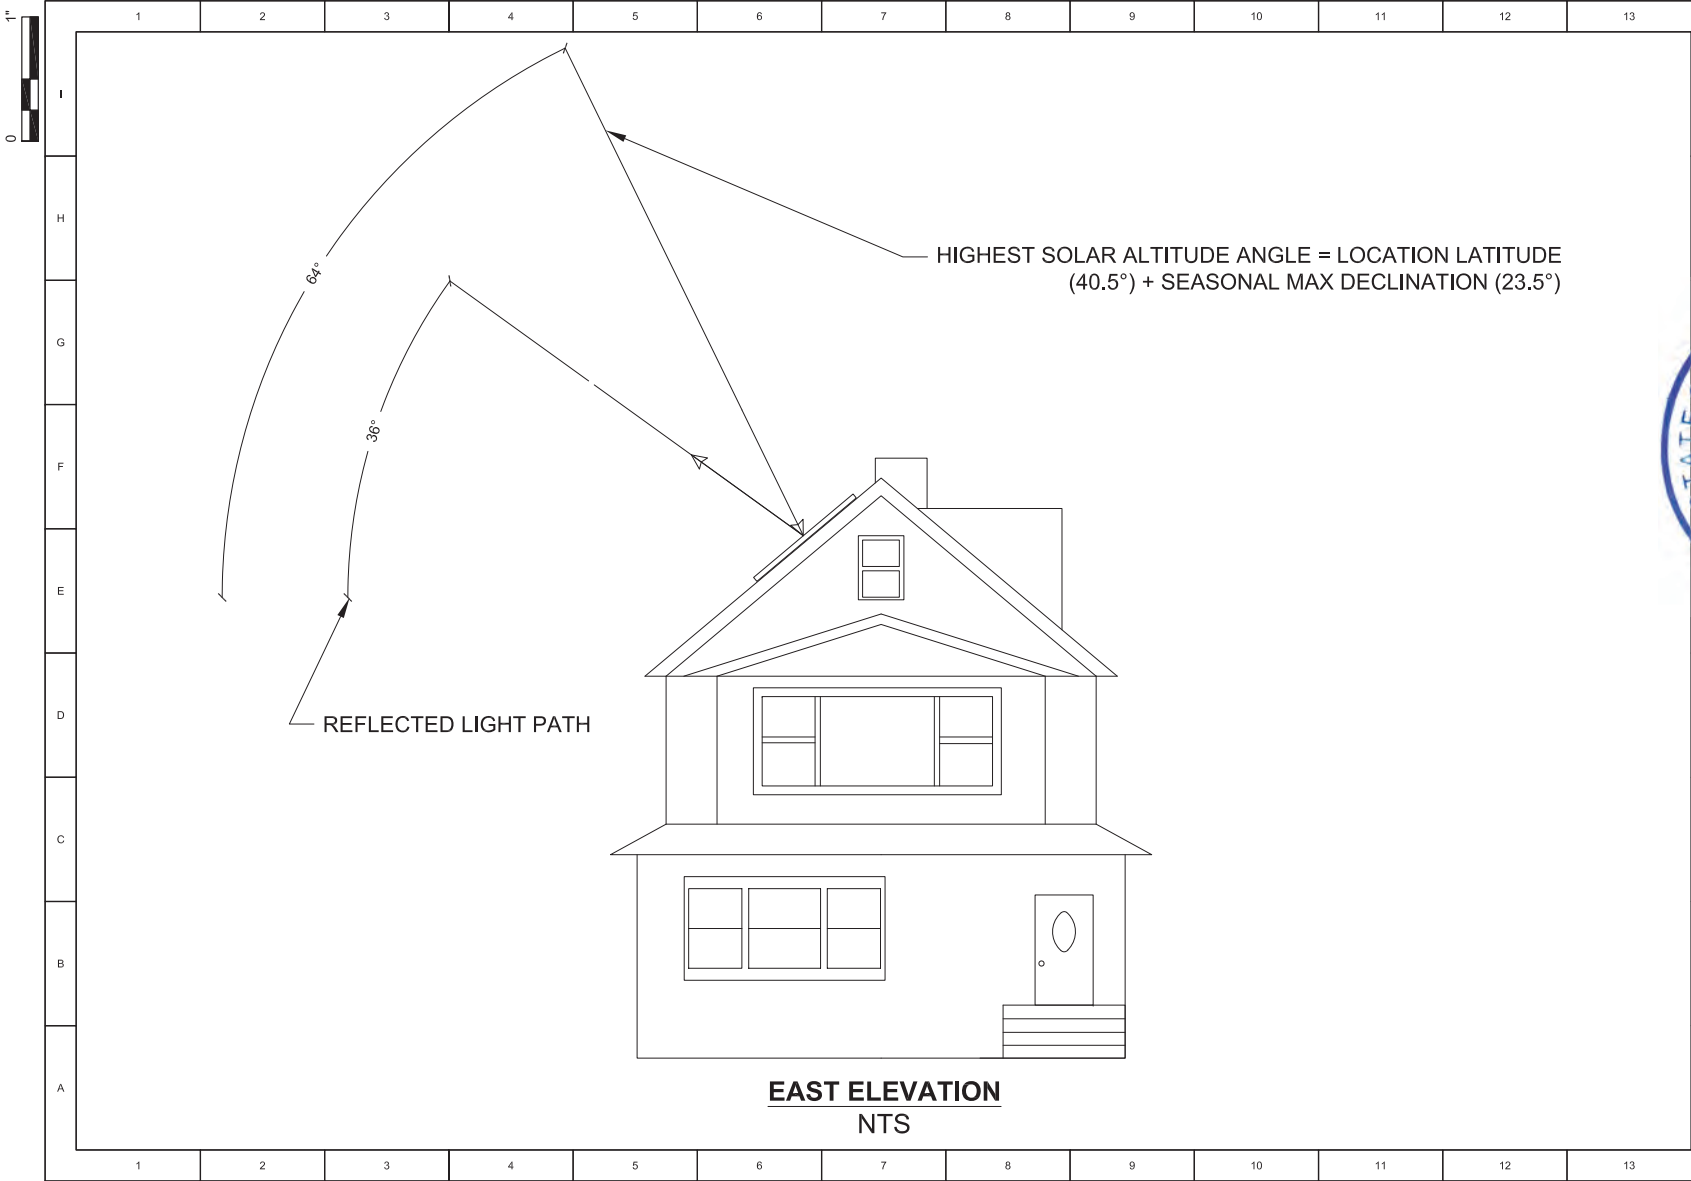 1"
0
1 2 3 4 5 6 7 8 9 10 11 12 13
I
H
G
F
E
D
C
B
A
64°
36°
HIGHEST SOLAR ALTITUDE ANGLE = LOCATION LATITUDE
(40.5°) + SEASONAL MAX DECLINATION (23.5°)
REFLECTED LIGHT PATH
EAST ELEVATION
NTS
1 2 3 4 5 6 7 8 9 10 11 12 13